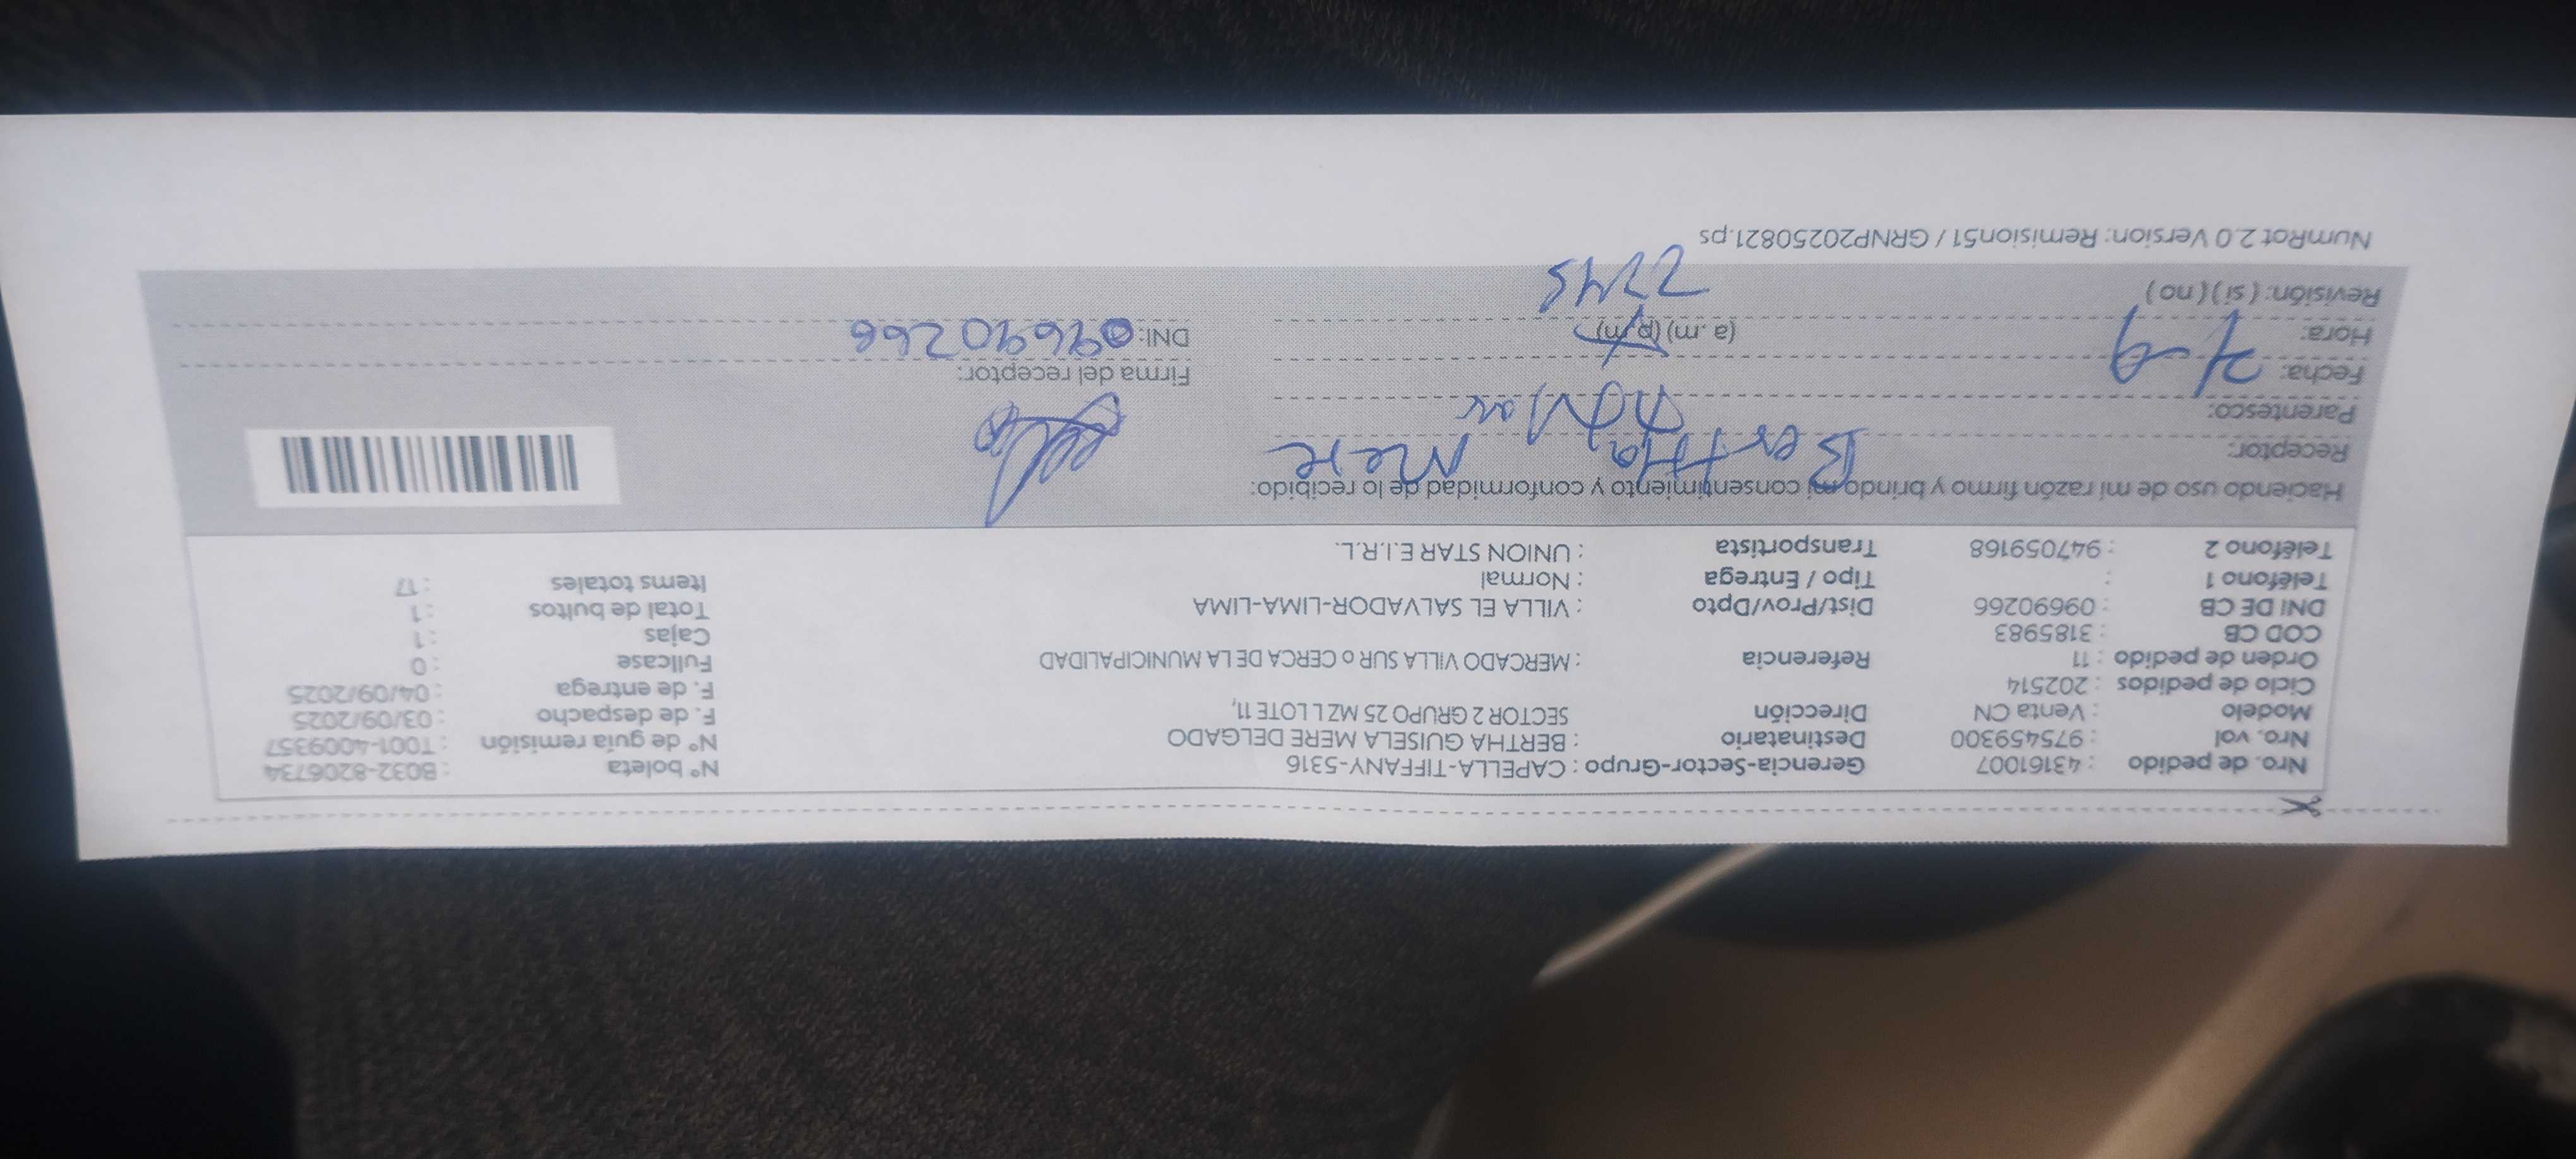 Nro. de pedido : 43161007 Gerencia-Sector-Grupo : CAPELLA-TIFFANY-5316 N° boleta : B032-8206734
Nro. vol : 975459300 Destinatario : BERTHA GUISELA MERE DELGADO N° de guía remisión : T001-4009357
Modelo : Venta CN Dirección SECTOR 2 GRUPO 25 MZ L LOTE 11, F. de despacho : 03/09/2025
Ciclo de pedidos : 202514 F. de entrega : 04/09/2025
Orden de pedido : 11 Referencia : MERCADO VILLA SUR o CERCA DE LA MUNICIPALIDAD Fullcase : 0
COD CB : 3185983 Cajas : 1
DNI DE CB : 09690266 Dist/Prov/Dpto : VILLA EL SALVADOR-LIMA-LIMA Total de bultos : 1
Teléfono 1 : Tipo / Entrega : Normal Items totales : 17
Teléfono 2 : 947059168 Transportista : UNION STAR E.I.R.L.
Haciendo uso de mi razón firmo y brindo mi consentimiento y conformidad de lo recibido:
Receptor: Bertha Mere
Parentesco:
Fecha: 4-9 Firma del receptor:
Hora: (a.m) (p.m) DNI: 09690266
Revisión: ( si ) ( no )
NumRot 2.0 Version: Remision51 / GRNP20250821.ps